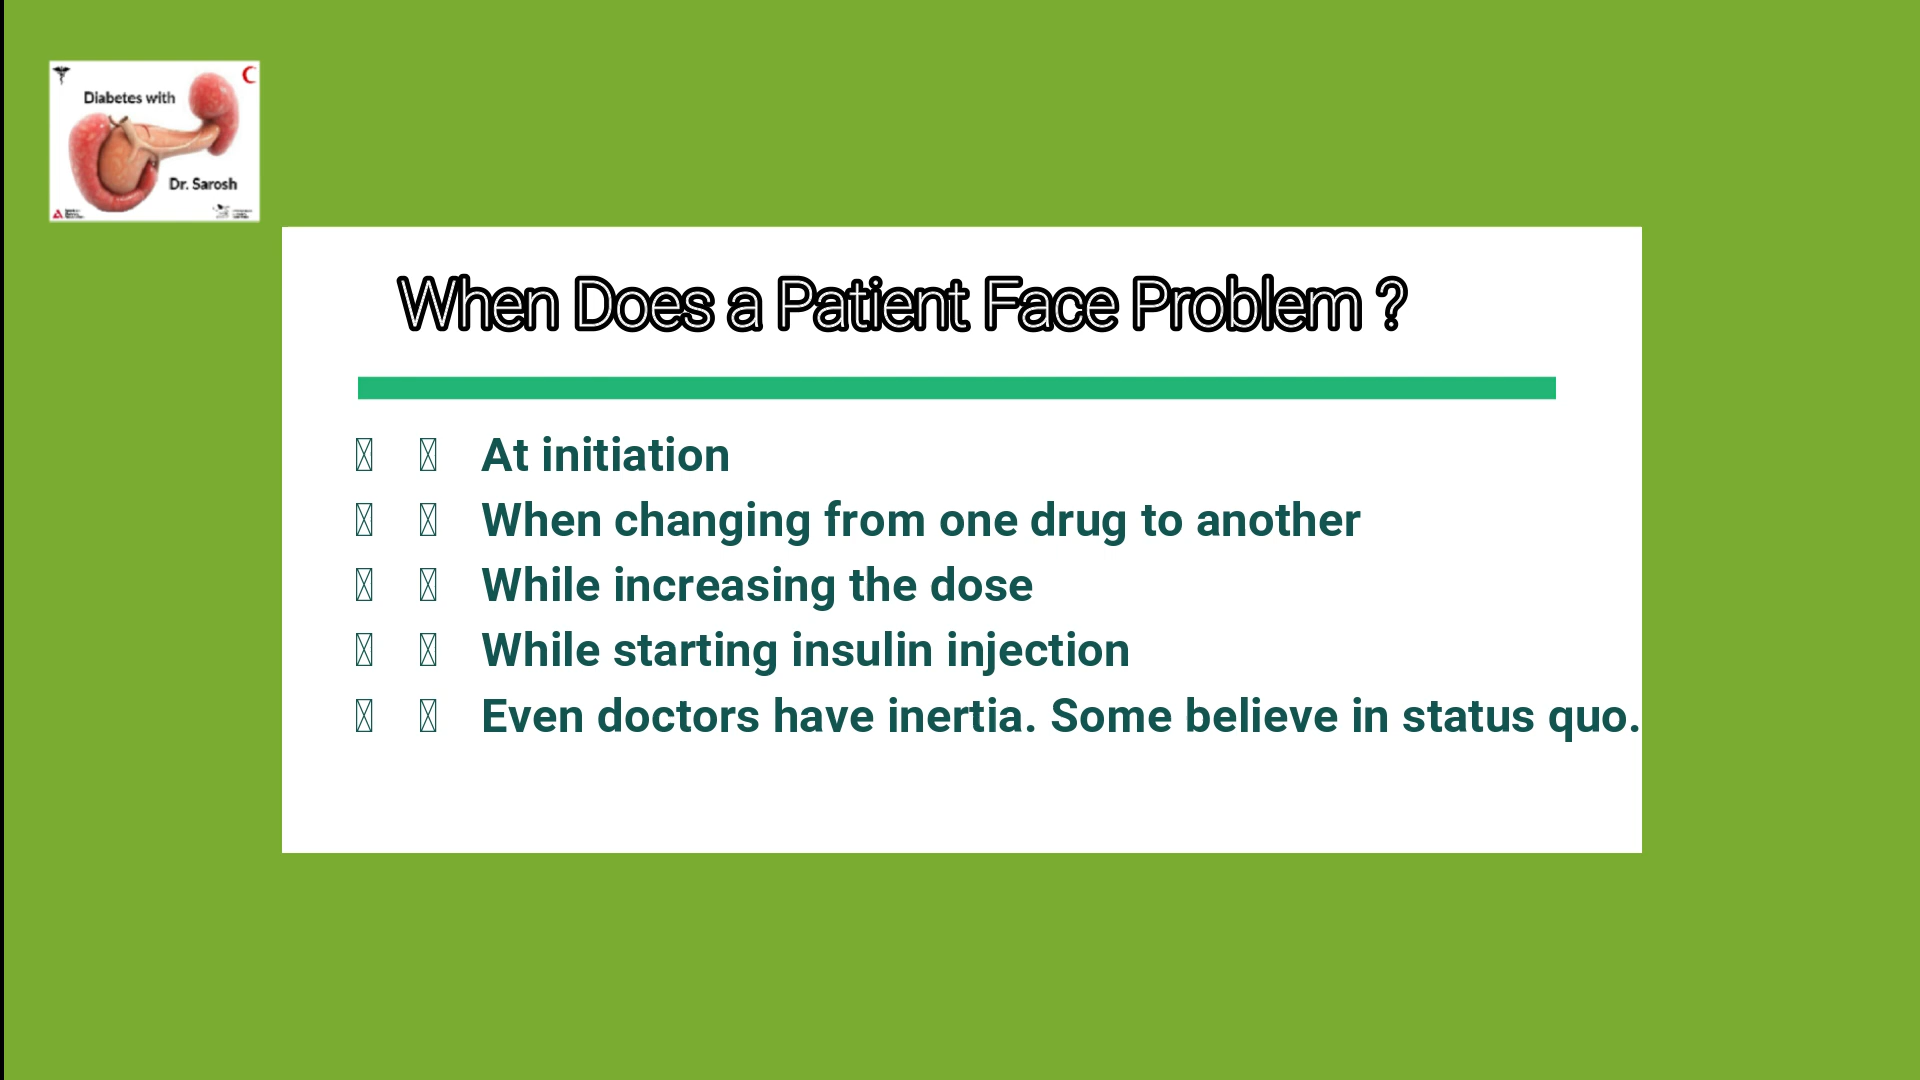 Diabetes with
Dr. Sarosh
When Does a Patient Face Problem ?
At initiation
When changing from one drug to another
While increasing the dose
While starting insulin injection
Even doctors have inertia. Some believe in status quo.